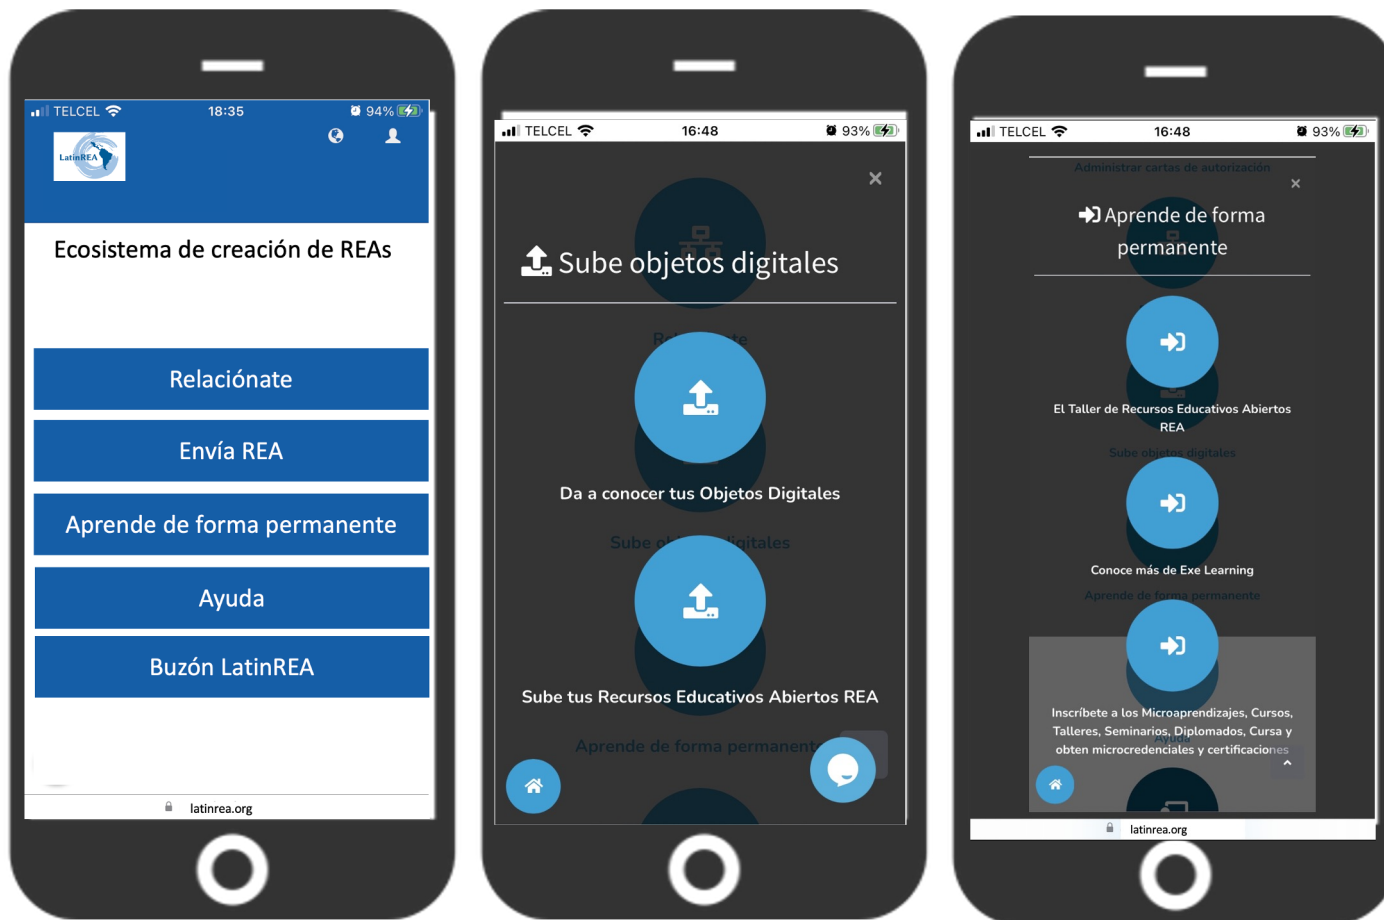 TELCEL 18:35 94%
LatinREA
Ecosistema de creación de REAs
Relaciónate
Envía REA
Aprende de forma permanente
Ayuda
Buzón LatinREA
latinrea.org
TELCEL 16:48 93%
×
Sube objetos digitales
Da a conocer tus Objetos Digitales
Sube objetos digitales
Sube tus Recursos Educativos Abiertos REA
Aprende de forma permanente
TELCEL 16:48 93%
Administrar cartas de autorización
×
Aprende de forma
permanente
El Taller de Recursos Educativos Abiertos
REA
Sube objetos digitales
Conoce más de Exe Learning
Aprende de forma permanente
Inscríbete a los Microaprendizajes, Cursos,
Talleres, Seminarios, Diplomados, Cursa y
Ayuda
obten microcredenciales y certificaciones
latinrea.org